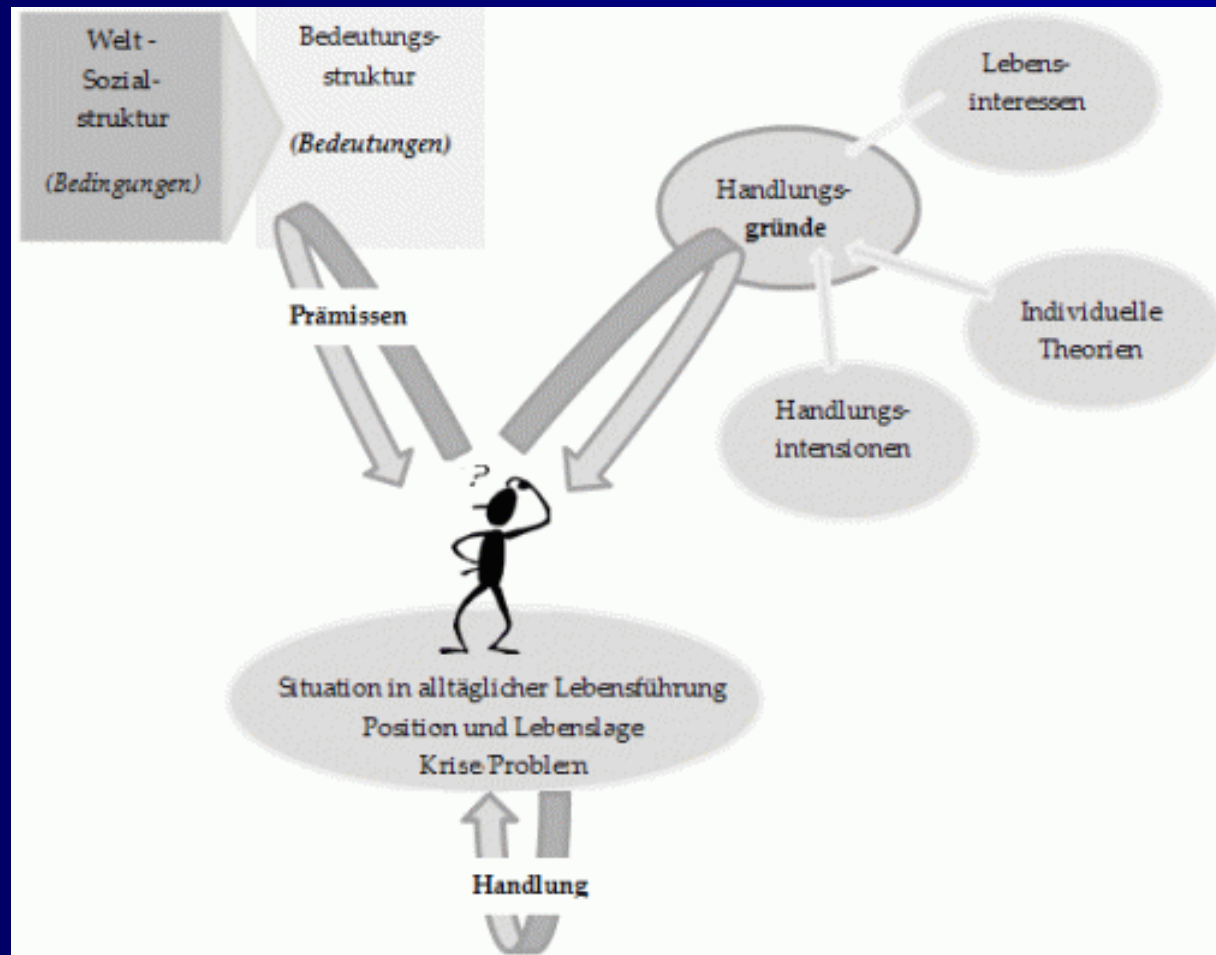 Welt -
Sozial-
struktur
(Bedingungen)
Bedeutungs-
struktur
(Bedeutungen)
Lebens-
interessen
Handlungs-
gründe
Prämissen
Individuelle
Theorien
Handlungs-
intensionen
?
Situation in alltäglicher Lebensführung
Position und Lebenslage
Krise-Problem
Handlung